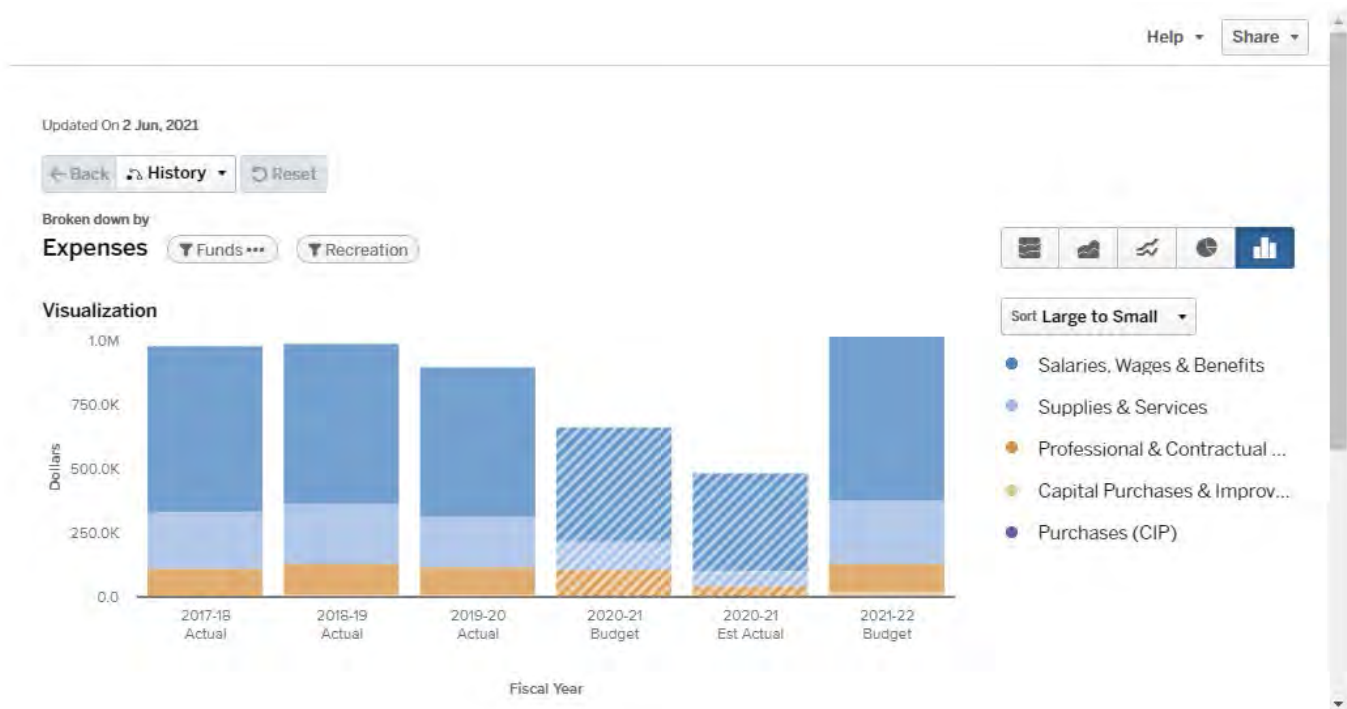 Help
Share
Updated On 2 Jun, 2021
Back
History
Reset
Broken down by
Expenses
Funds •••
Recreation
Visualization
Sort Large to Small
1.0M
750.0K
500.0K
250.0K
0.0
Dollars
2017-18
Actual
2018-19
Actual
2019-20
Actual
2020-21
Budget
2020-21
Est Actual
2021-22
Budget
Fiscal Year
Salaries, Wages & Benefits
Supplies & Services
Professional & Contractual ...
Capital Purchases & Improv...
Purchases (CIP)